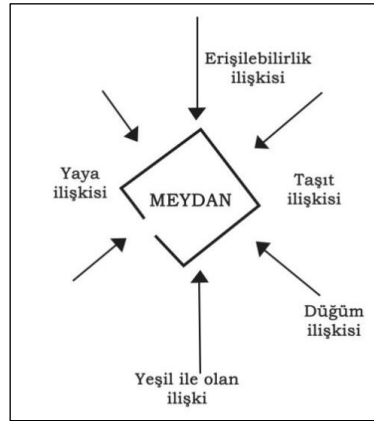 Erişilebilirlik
ilişkisi
Yaya
ilişkisi
MEYDAN
Taşıt
ilişkisi
Düğüm
ilişkisi
Yeşil ile olan
ilişki